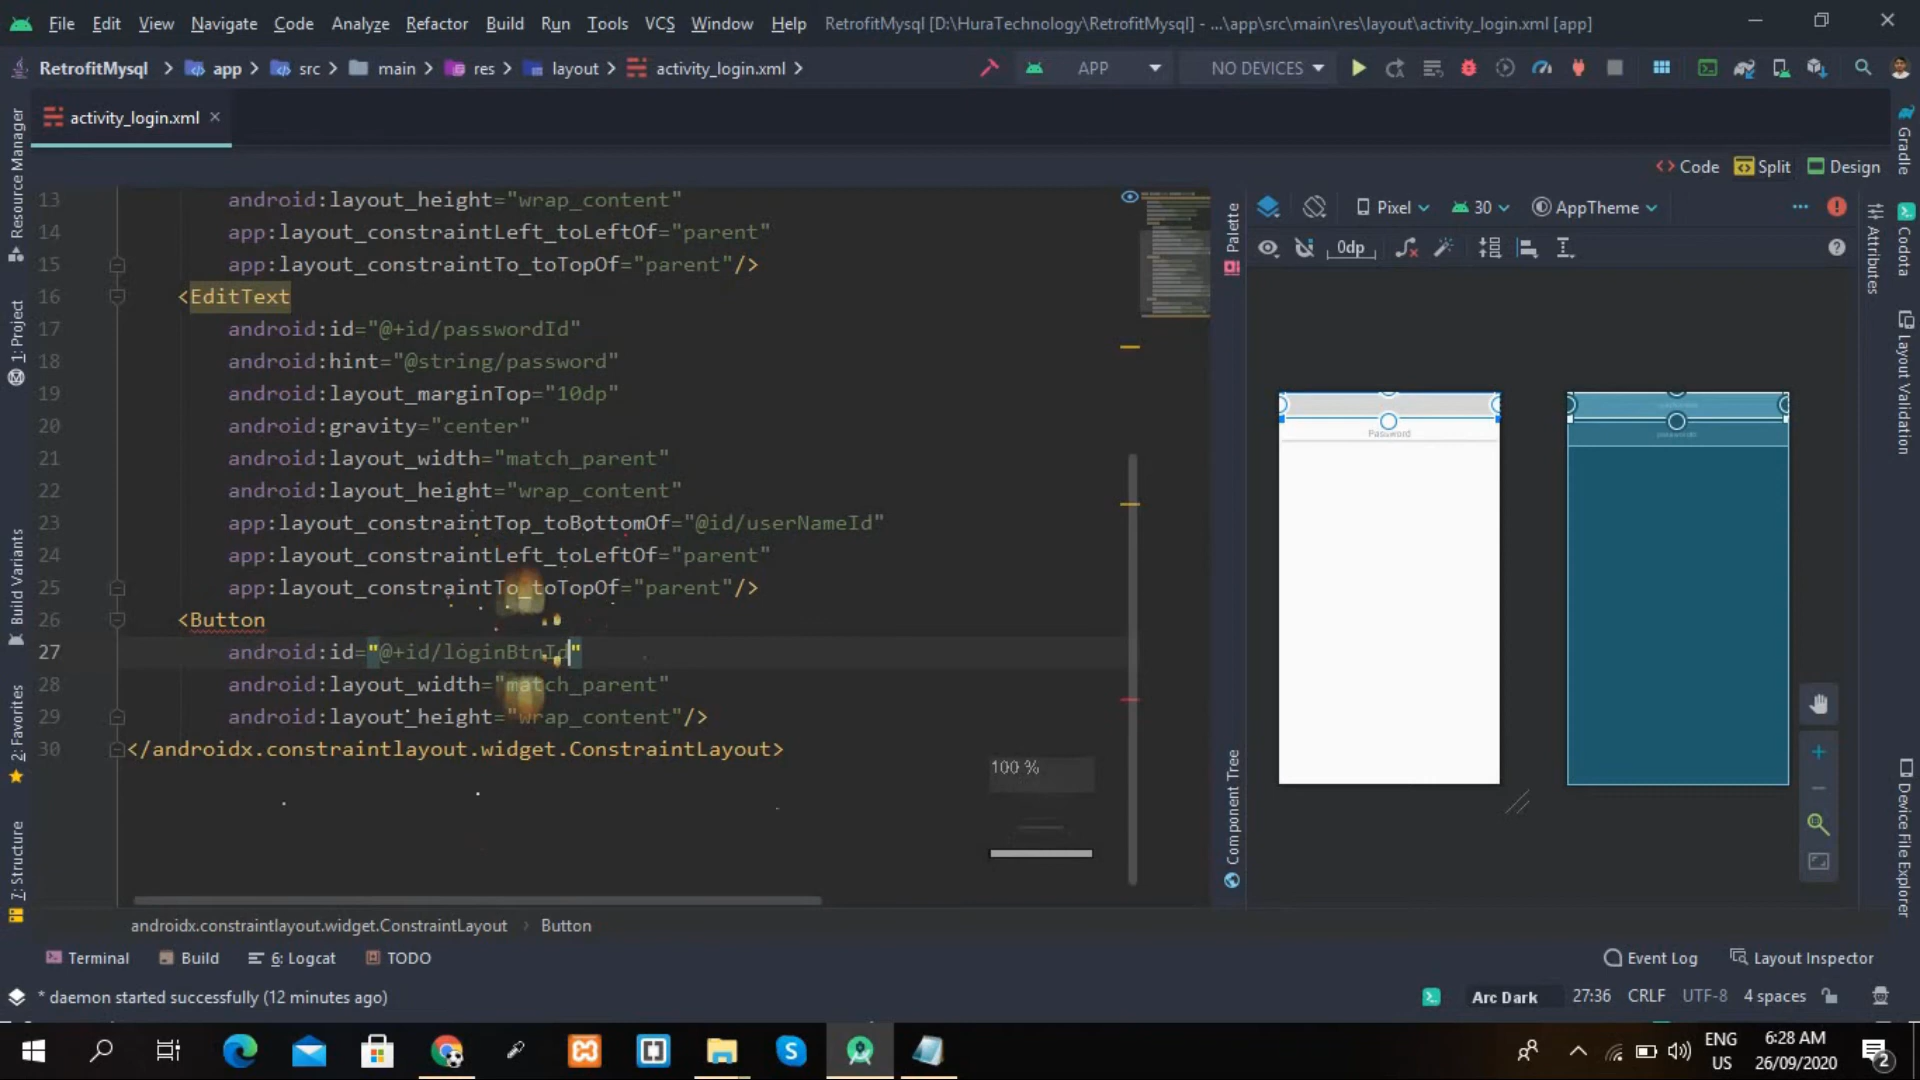 File Edit View Navigate Code Analyze Refactor Build Run Tools VCS Window Help RetrofitMysql [D:\HuraTechnology\RetrofitMysql] - ...\app\src\main\res\layout\activity_login.xml [app]
RetrofitMysql app src main res layout activity_login.xml APP NO DEVICES
activity_login.xml
Code Split Design
13 android:layout_height="wrap_content"
14 app:layout_constraintLeft_toLeftOf="parent"
15 app:layout_constraintTo_toTopOf="parent"/>
16 <EditText
17 android:id="@+id/passwordId"
18 android:hint="@string/password"
19 android:layout_marginTop="10dp"
20 android:gravity="center"
21 android:layout_width="match_parent"
22 android:layout_height="wrap_content"
23 app:layout_constraintTop_toBottomOf="@id/userNameId"
24 app:layout_constraintLeft_toLeftOf="parent"
25 app:layout_constraintTo_toTopOf="parent"/>
26 <Button
27 android:id="@+id/loginBtnId"
28 android:layout_width="match_parent"
29 android:layout_height="wrap_content"/>
30 </androidx.constraintlayout.widget.ConstraintLayout>
100 %
Resource Manager
1: Project
Build Variants
2: Favorites
7: Structure
Palette
Component Tree
Pixel 30 AppTheme
0dp
Password
Attributes
Gradle
Codota
Layout Validation
Device File Explorer
androidx.constraintlayout.widget.ConstraintLayout Button
Terminal Build 6: Logcat TODO Event Log Layout Inspector
* daemon started successfully (12 minutes ago) Arc Dark 27:36 CRLF UTF-8 4 spaces
ENG 6:28 AM
US 26/09/2020 2